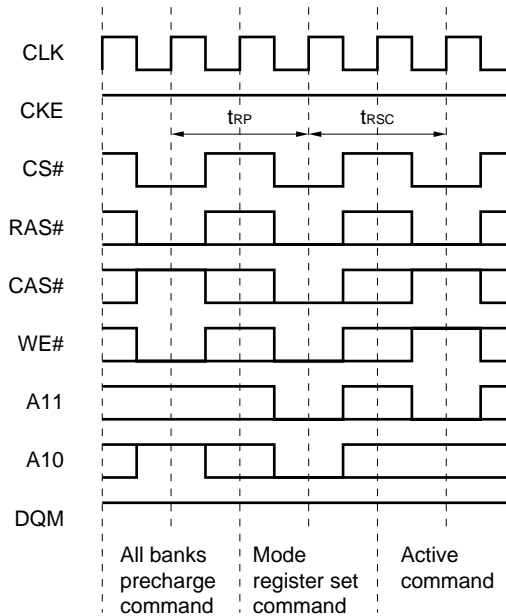 CLK
CKE
tRP
tRSC
CS#
RAS#
CAS#
WE#
A11
A10
DQM
All banks
precharge
command
Mode
register set
command
Active
command